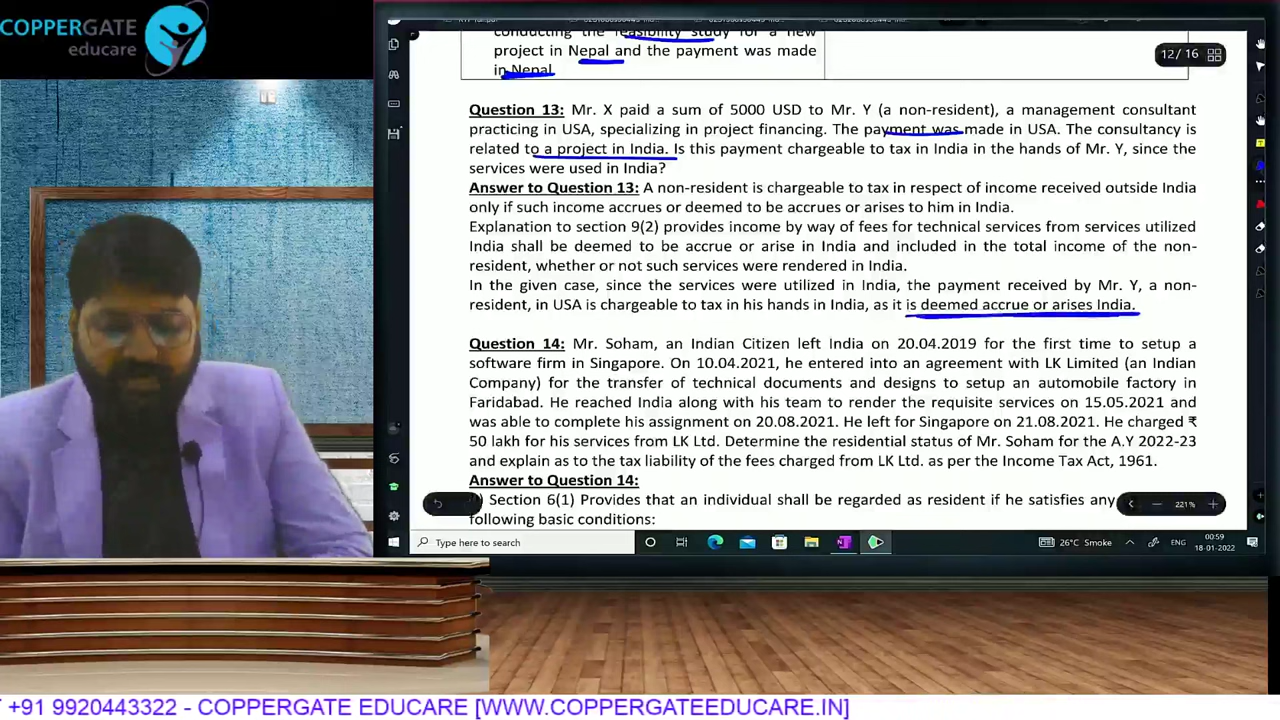 COPPERGATE
educare
conducting the feasibility study for a new
project in Nepal and the payment was made
in Nepal
12 / 16
Question 13: Mr. X paid a sum of 5000 USD to Mr. Y (a non-resident), a management consultant
practicing in USA, specializing in project financing. The payment was made in USA. The consultancy is
related to a project in India. Is this payment chargeable to tax in India in the hands of Mr. Y, since the
services were used in India?
Answer to Question 13: A non-resident is chargeable to tax in respect of income received outside India
only if such income accrues or deemed to be accrues or arises to him in India.
Explanation to section 9(2) provides income by way of fees for technical services from services utilized
India shall be deemed to be accrue or arise in India and included in the total income of the non-
resident, whether or not such services were rendered in India.
In the given case, since the services were utilized in India, the payment received by Mr. Y, a non-
resident, in USA is chargeable to tax in his hands in India, as it is deemed accrue or arises India.
Question 14: Mr. Soham, an Indian Citizen left India on 20.04.2019 for the first time to setup a
software firm in Singapore. On 10.04.2021, he entered into an agreement with LK Limited (an Indian
Company) for the transfer of technical documents and designs to setup an automobile factory in
Faridabad. He reached India along with his team to render the requisite services on 15.05.2021 and
was able to complete his assignment on 20.08.2021. He left for Singapore on 21.08.2021. He charged ₹
50 lakh for his services from LK Ltd. Determine the residential status of Mr. Soham for the A.Y 2022-23
and explain as to the tax liability of the fees charged from LK Ltd. as per the Income Tax Act, 1961.
Answer to Question 14:
) Section 6(1) Provides that an individual shall be regarded as resident if he satisfies any
following basic conditions:
221%
Type here to search
26°C Smoke
ENG
00:59
18-01-2022
+91 9920443322 - COPPERGATE EDUCARE [WWW.COPPERGATEEDUCARE.IN]